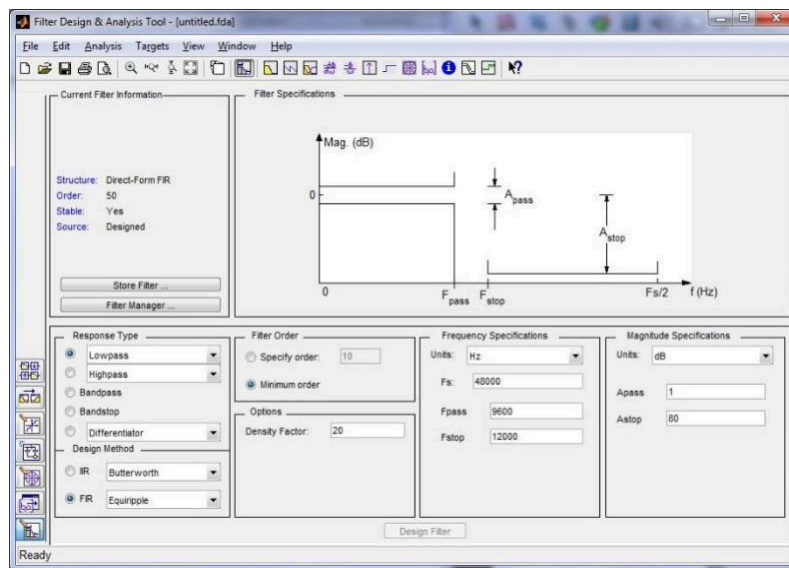 Filter Design & Analysis Tool - [untitled.fda]
File Edit Analysis Targets View Window Help
Current Filter Information
Structure: Direct-Form FIR
Order: 50
Stable: Yes
Source: Designed
Store Filter ...
Filter Manager ...
Filter Specifications
Mag. (dB)
0
A pass
A stop
0
F pass
F stop
Fs/2
f (Hz)
Response Type
Lowpass
Highpass
Bandpass
Bandstop
Differentiator
Design Method
IIR Butterworth
FIR Equiripple
Filter Order
Specify order: 10
Minimum order
Options
Density Factor: 20
Frequency Specifications
Units: Hz
Fs: 48000
Fpass 9600
Fstop 12000
Magnitude Specifications
Units: dB
Apass 1
Astop 80
Design Filter
Ready